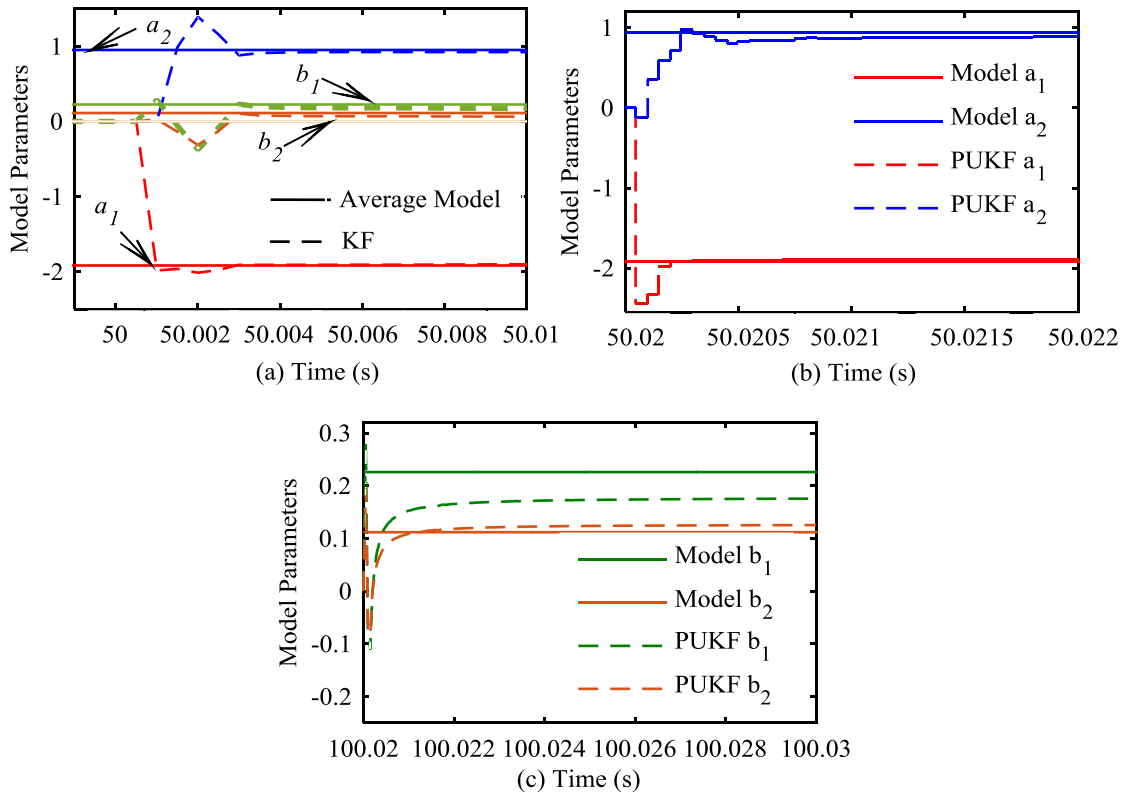 Model Parameters
1
0
-1
-2
a2
b1
b2
a1
Average Model
KF
50
50.002
50.004
50.006
50.008
50.01
(a) Time (s)
Model Parameters
1
0
-1
-2
Model a1
Model a2
PUKF a1
PUKF a2
50.02
50.0205
50.021
50.0215
50.022
(b) Time (s)
Model Parameters
0.3
0.2
0.1
0
-0.1
-0.2
Model b1
Model b2
PUKF b1
PUKF b2
100.02
100.022
100.024
100.026
100.028
100.03
(c) Time (s)